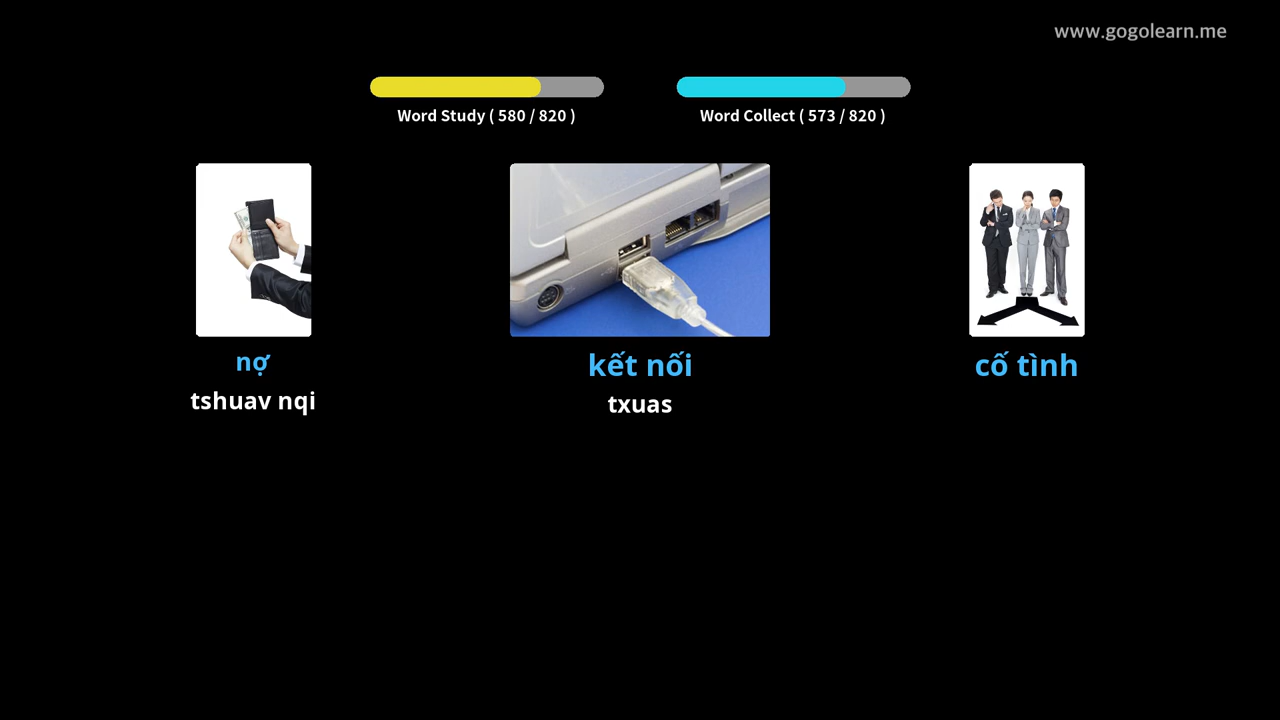 www.gogolearn.me
Word Study ( 580 / 820 )
Word Collect ( 573 / 820 )
nợ
tshuav nqi
kết nối
txuas
cố tình